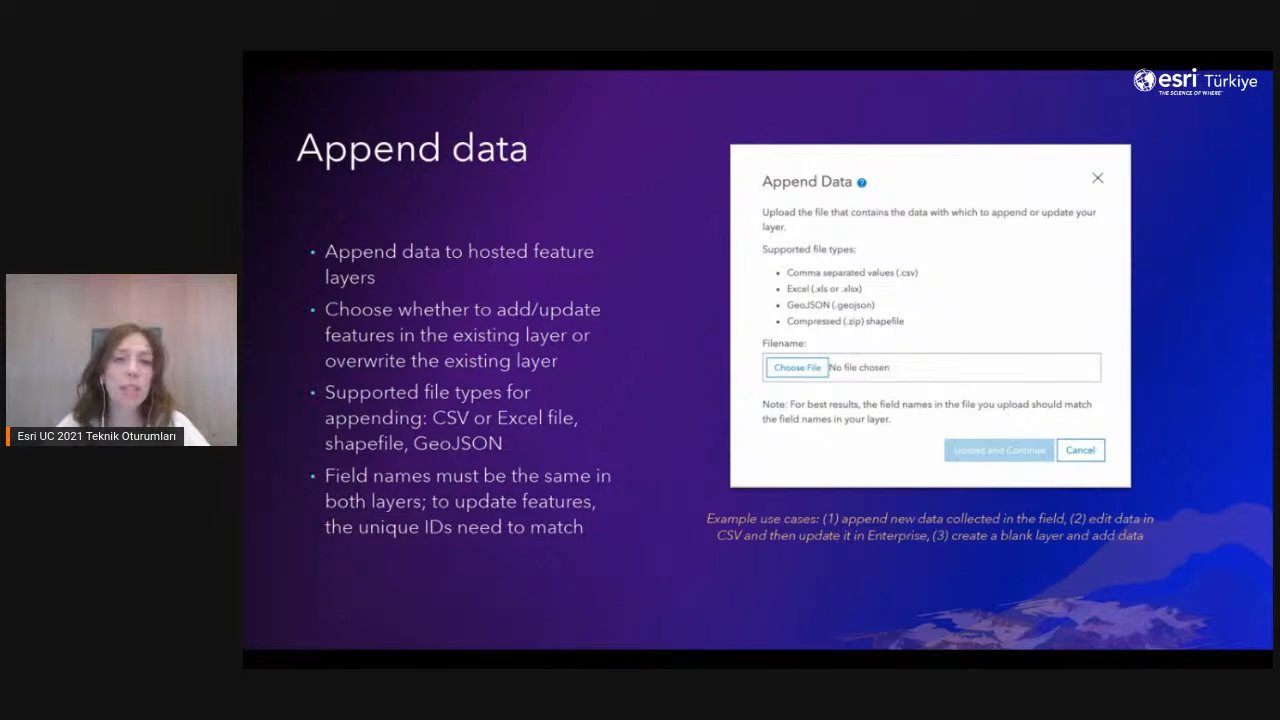 esri Türkiye
THE SCIENCE OF WHERE™
Append data
• Append data to hosted feature
layers
• Choose whether to add/update
features in the existing layer or
overwrite the existing layer
• Supported file types for
appending: CSV or Excel file,
shapefile, GeoJSON
• Field names must be the same in
both layers; to update features,
the unique IDs need to match
Append Data ?
Upload the file that contains the data with which to append or update your
layer.
Supported file types:
• Comma separated values (.csv)
• Excel (.xls or .xlsx)
• GeoJSON (.geojson)
• Compressed (.zip) shapefile
Filename:
Choose File No file chosen
Note: For best results, the field names in the file you upload should match
the field names in your layer.
Upload and Continue Cancel
Example use cases: (1) append new data collected in the field, (2) edit data in
CSV and then update it in Enterprise, (3) create a blank layer and add data
Esri UC 2021 Teknik Oturumları